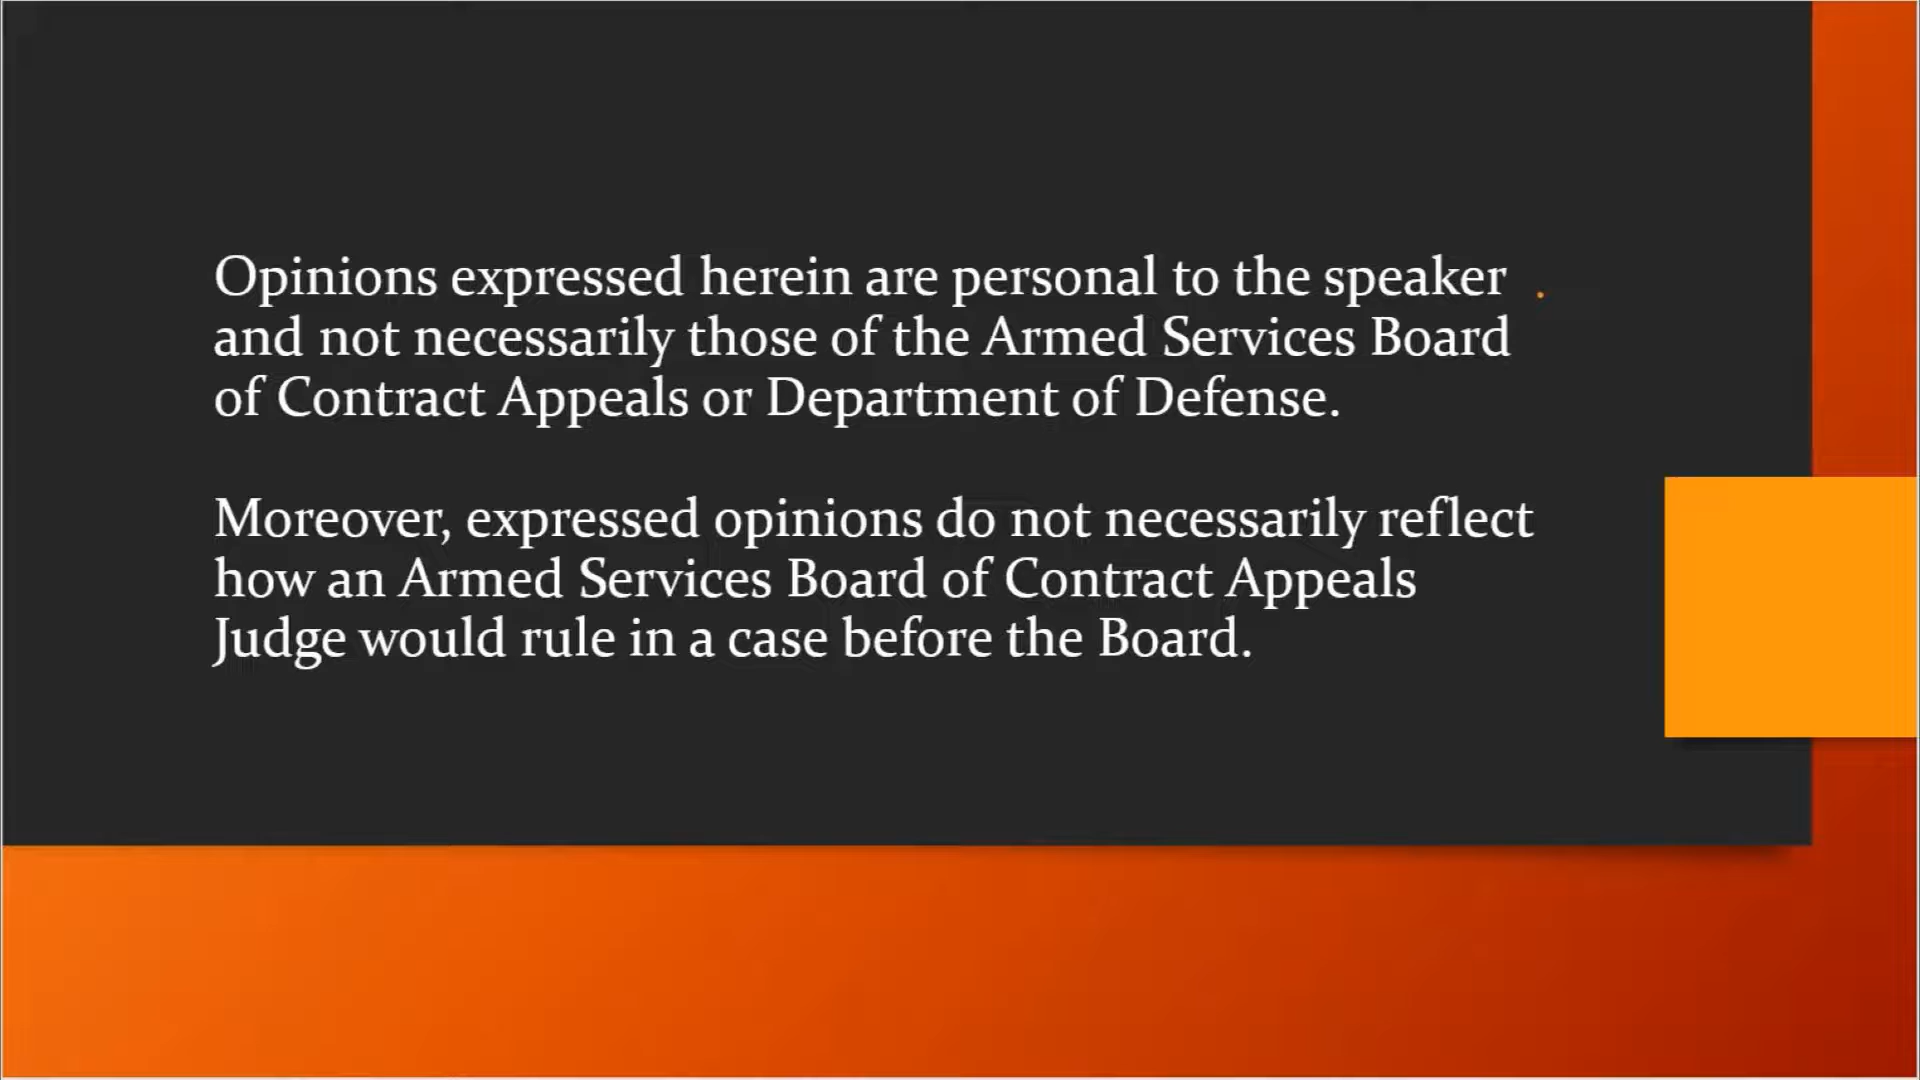 Opinions expressed herein are personal to the speaker .
and not necessarily those of the Armed Services Board
of Contract Appeals or Department of Defense.
Moreover, expressed opinions do not necessarily reflect
how an Armed Services Board of Contract Appeals
Judge would rule in a case before the Board.